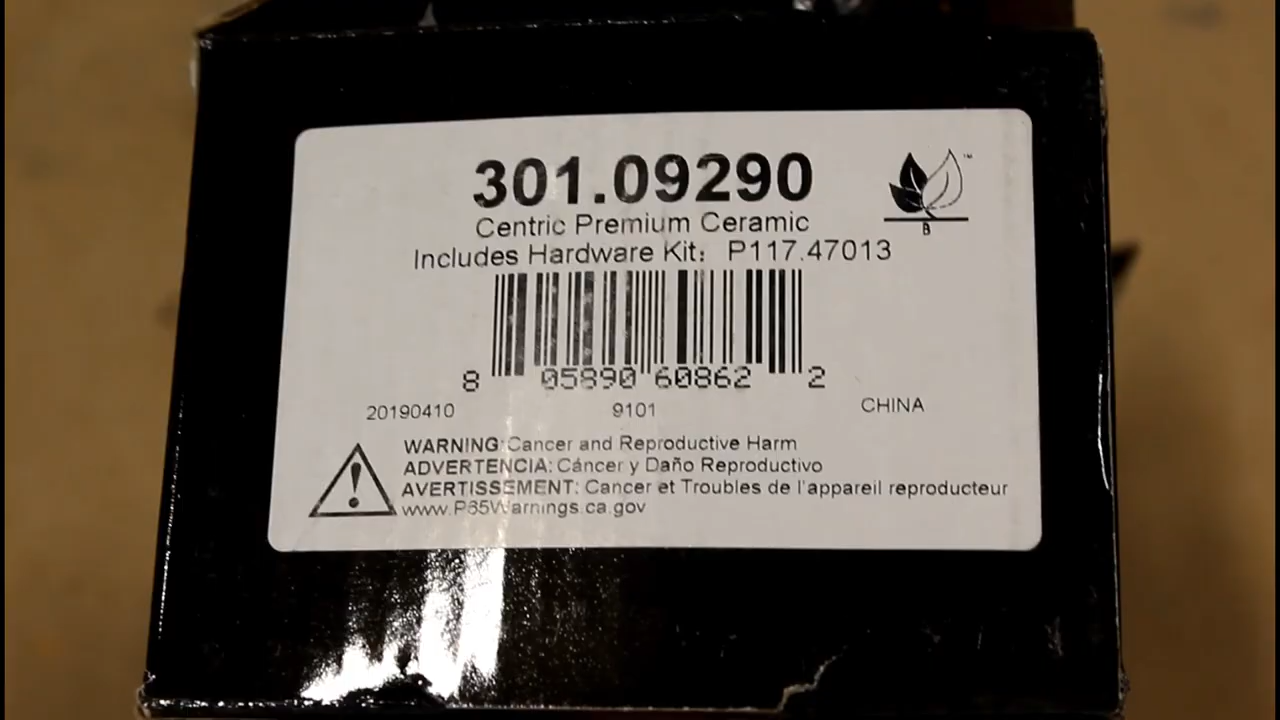 301.09290
™
B
Centric Premium Ceramic
Includes Hardware Kit: P117.47013
8 05890 60862 2
20190410 9101 CHINA
WARNING: Cancer and Reproductive Harm
ADVERTENCIA: Cáncer y Daño Reproductivo
AVERTISSEMENT: Cancer et Troubles de l'appareil reproducteur
www.P65Warnings.ca.gov